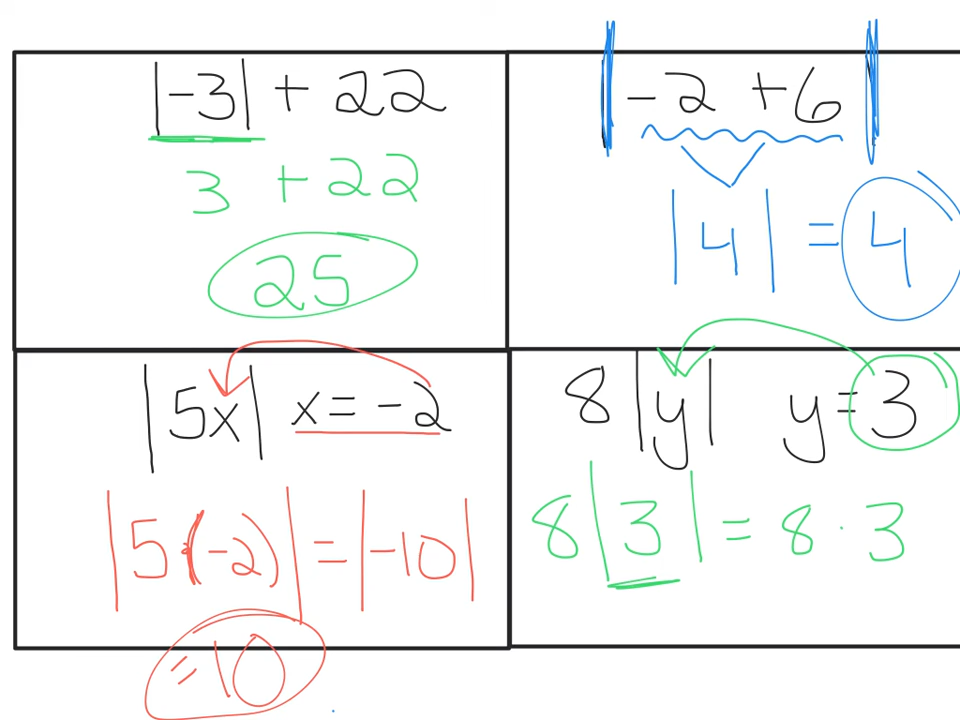 |-3| + 22
3 + 22
25
|-2 + 6|
|4| = 4
|5x| x = -2
|5(-2)| = |-10|
= 10
8|y| y = 3
8|3| = 8 · 3